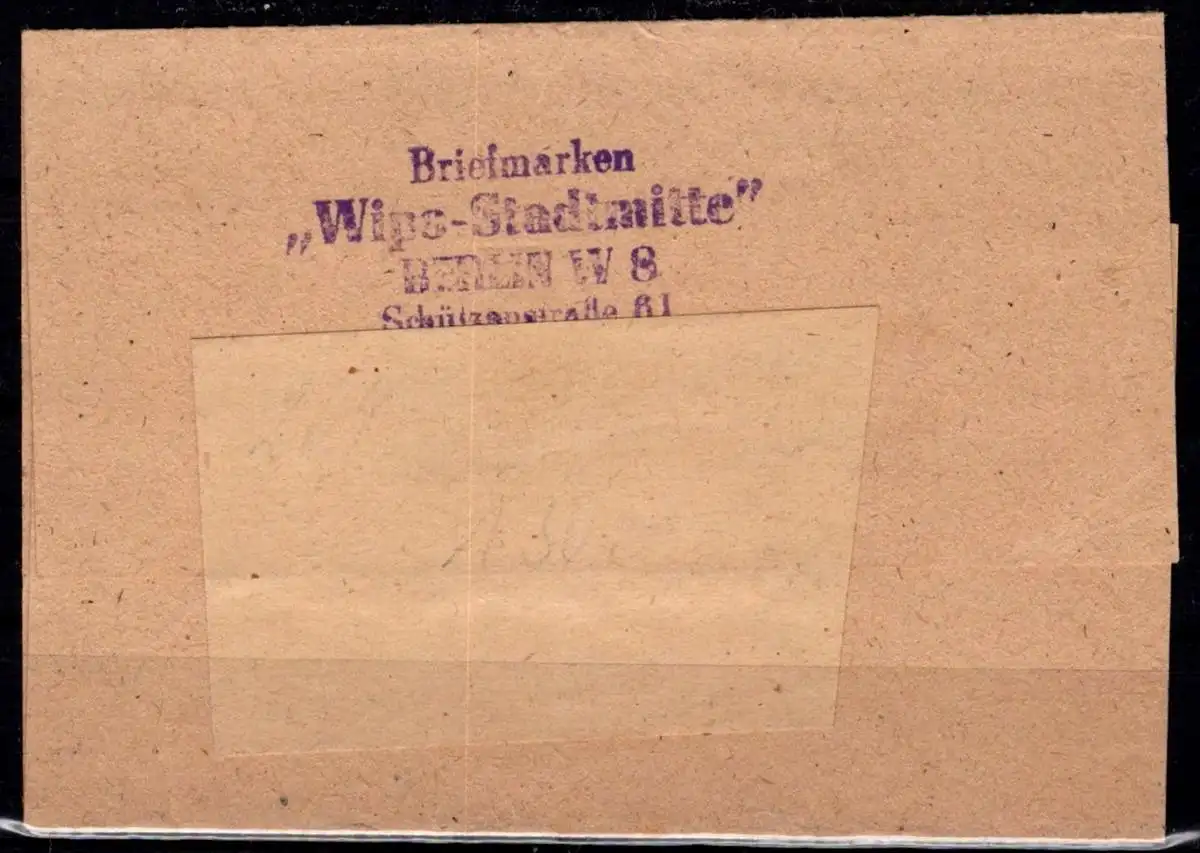 Briefmarken
„Wips-Stadtmitte”
BERLIN W 8
Schützenstraße 61